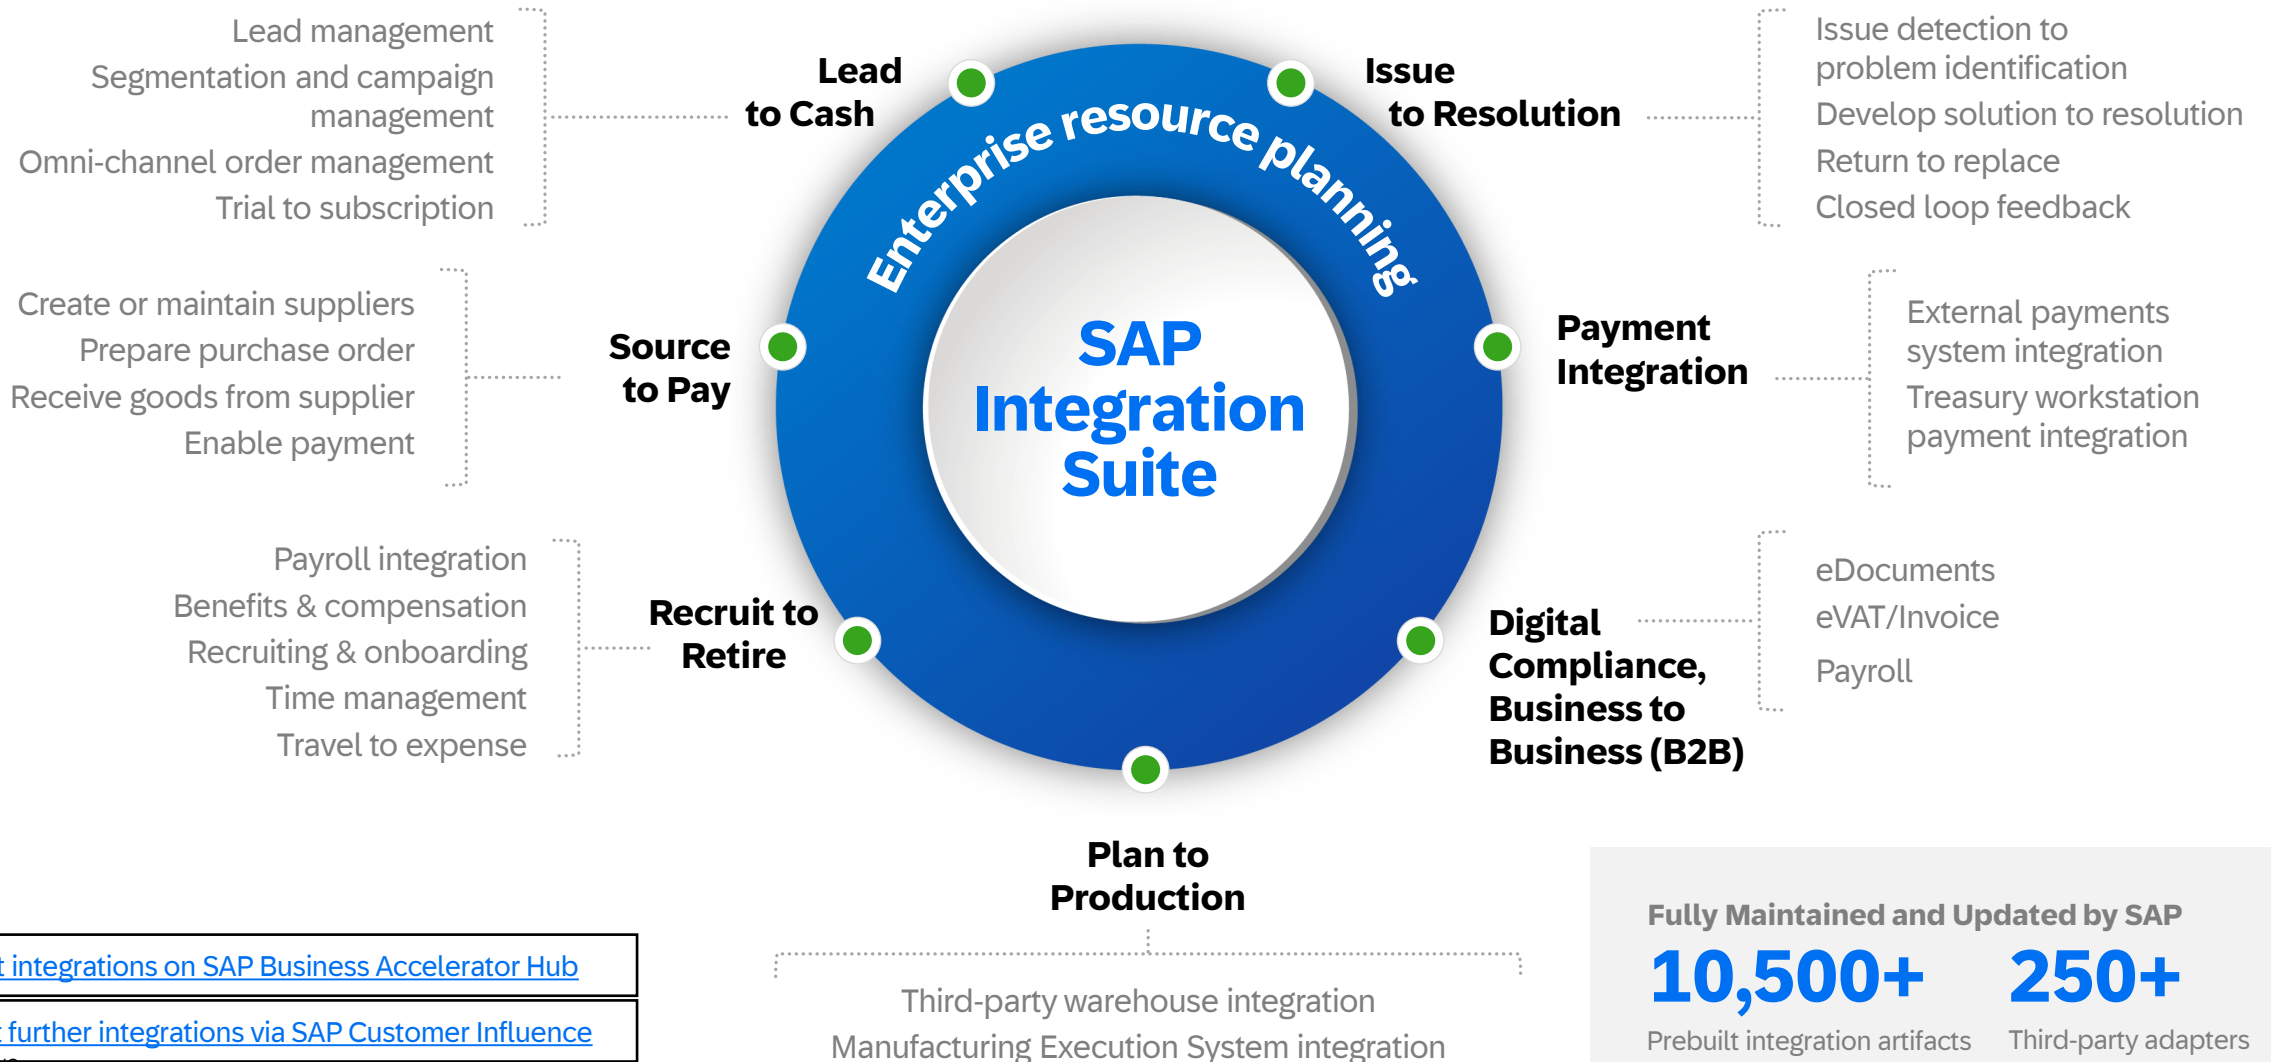 Lead management
Segmentation and campaign
management
Omni-channel order management
Trial to subscription
Lead
to Cash
Issue
to Resolution
Issue detection to
problem identification
Develop solution to resolution
Return to replace
Closed loop feedback
Enterprise resource planning
SAP
Integration
Suite
Create or maintain suppliers
Prepare purchase order
Receive goods from supplier
Enable payment
Source
to Pay
Payment
Integration
External payments
system integration
Treasury workstation
payment integration
Payroll integration
Benefits & compensation
Recruiting & onboarding
Time management
Travel to expense
Recruit to
Retire
Digital
Compliance,
Business to
Business (B2B)
eDocuments
eVAT/Invoice
Payroll
Plan to
Production
Third-party warehouse integration
Manufacturing Execution System integration
integrations on SAP Business Accelerator Hub
further integrations via SAP Customer Influence
Fully Maintained and Updated by SAP
10,500+ 250+
Prebuilt integration artifacts Third-party adapters